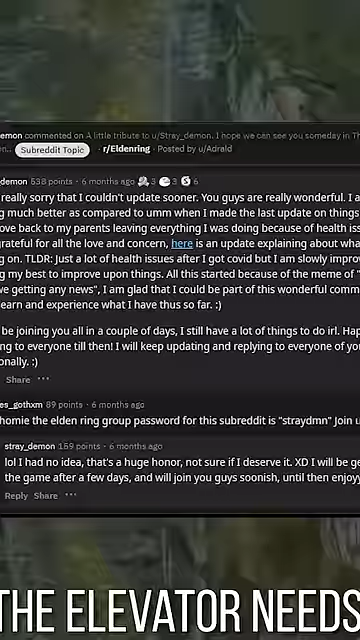 emon commented on A little tribute to u/Stray_demon. I hope we can see you someday in Th
en.. Subreddit Topic · r/Eldenring · Posted by u/Adrald
demon 538 points · 6 months ago 3 3 6
really sorry that I couldn't update sooner. You guys are really wonderful. I a
g much better as compared to umm when I made the last update on things
ove back to my parents leaving everything I was doing because of health iss
grateful for all the love and concern, here is an update explaining about wha
g on. TLDR: Just a lot of health issues after I got covid but I am slowly improv
g my best to improve upon things. All this started because of the meme of "
we getting any news", I am glad that I could be part of this wonderful comm
earn and experience what I have thus so far. :)
be joining you all in a couple of days, I still have a lot of things to do irl. Hap
ng to everyone till then! I will keep updating and replying to everyone of yo
onally. :)
Share ···
es_gothxm 89 points · 6 months ago
homie the elden ring group password for this subreddit is "straydmn" Join u
stray_demon 159 points · 6 months ago
lol I had no idea, that's a huge honor, not sure if I deserve it. XD I will be ge
the game after a few days, and will join you guys soonish, until then enjoyy
Reply Share ···
THE ELEVATOR NEEDS